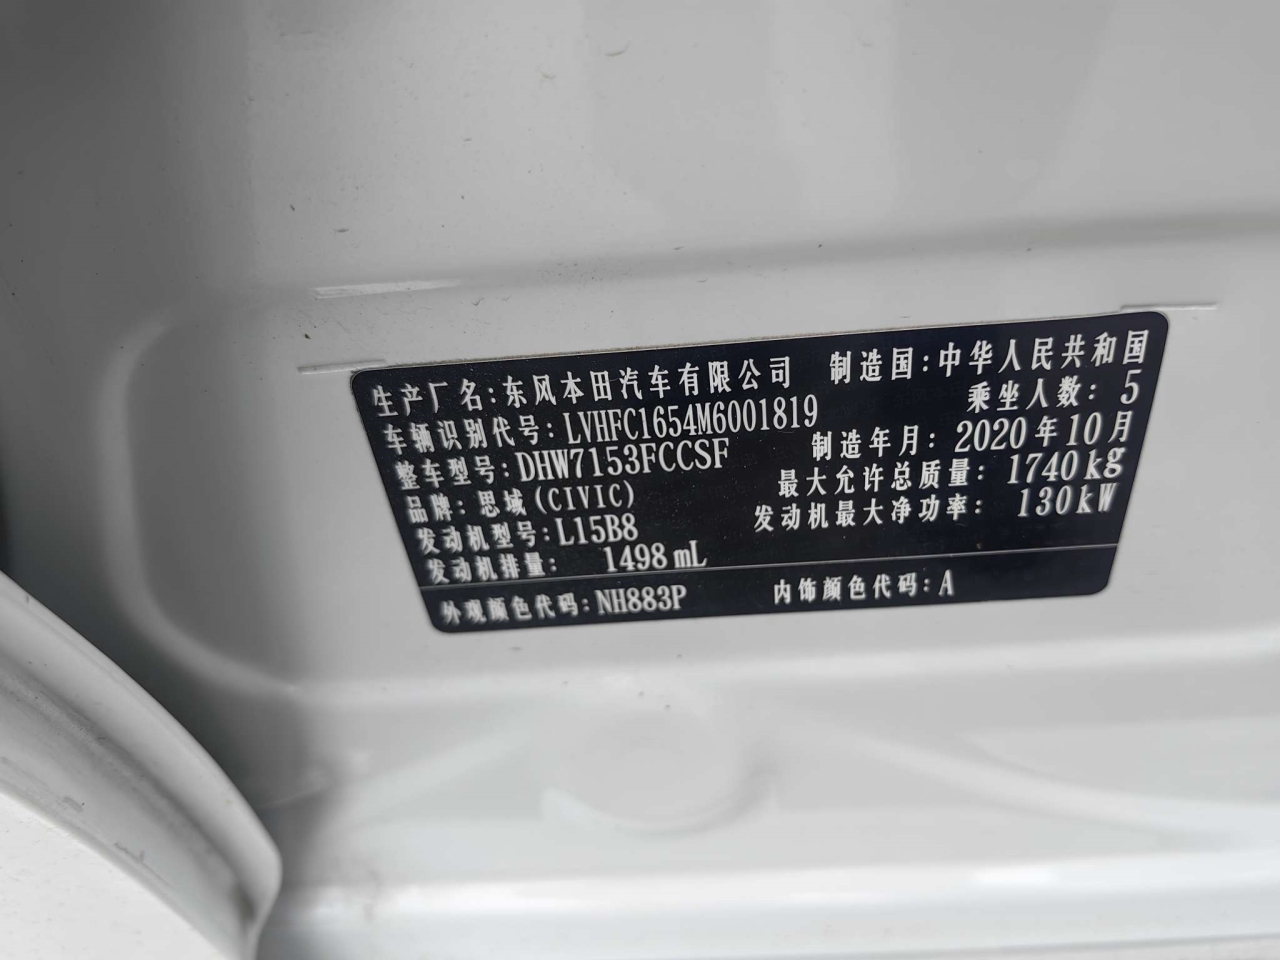 生产厂名:东风本田汽车有限公司 制造国:中华人民共和国
车辆识别代号:LVHFC1654M6001819 乘坐人数: 5
整车型号:DHW7153FCCSF 制造年月: 2020年10月
品牌: 思域(CIVIC) 最大允许总质量: 1740kg
发动机型号:L15B8 发动机最大净功率: 130kW
发动机排量: 1498mL
外观颜色代码:NH883P 内饰颜色代码:A